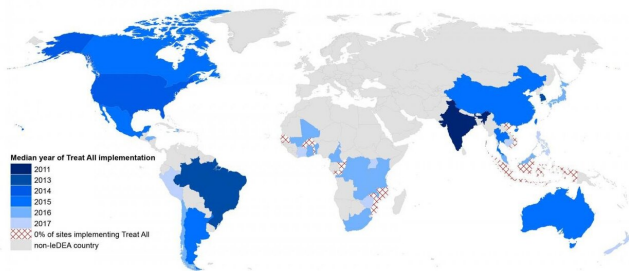 Median year of Treat All implementation
2011
2013
2014
2015
2016
2017
0% of sites implementing Treat All
non-IeDEA country